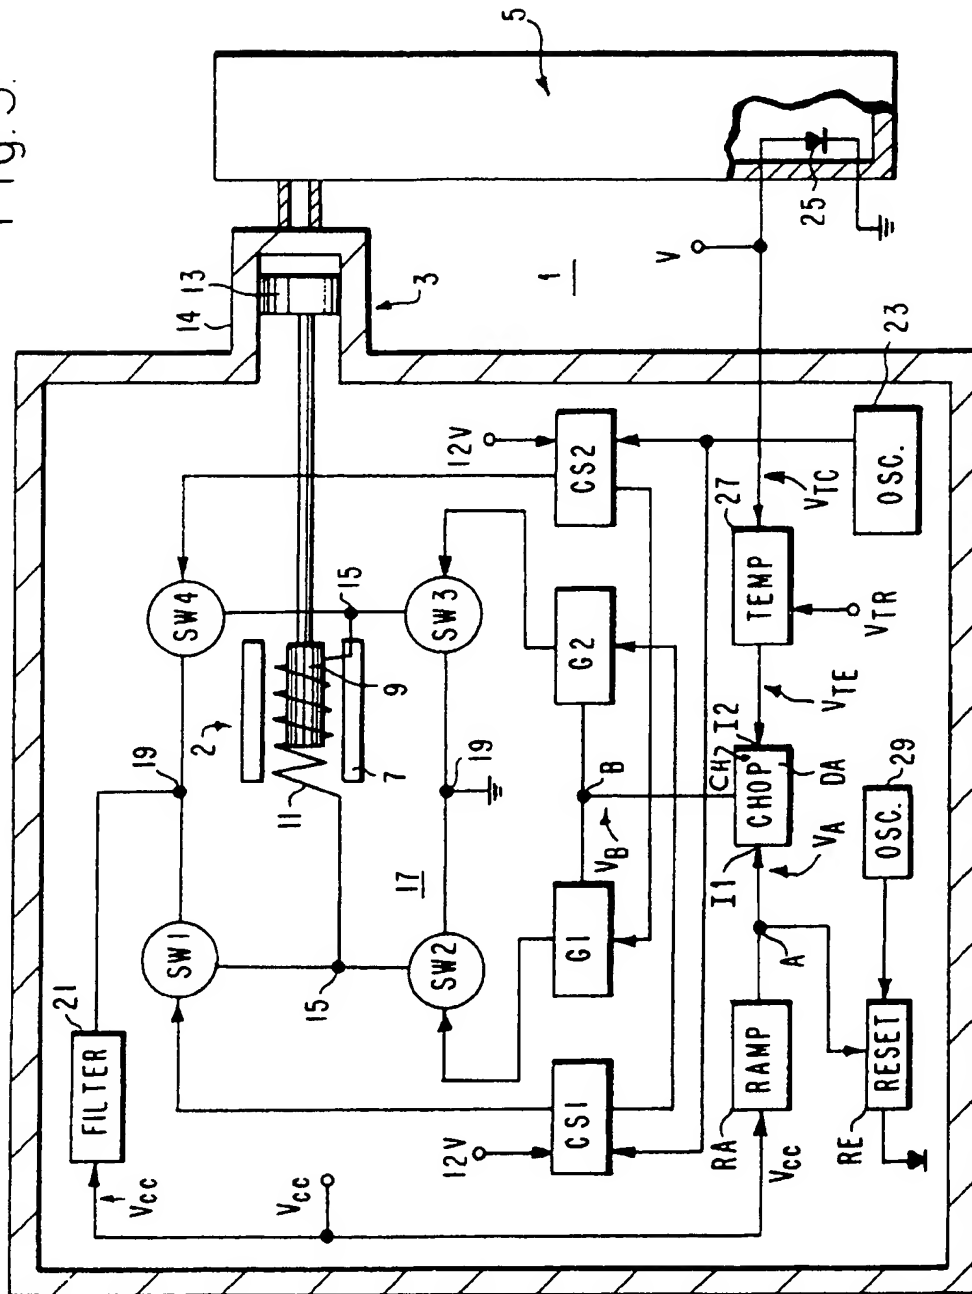 Fig. 3.
5
14
13
3
1
25
V
23
OSC.
21
FILTER
Vcc
Vcc
SW1
19
SW4
2
11
9
7
15
15
17
SW2
19
SW3
12V
CS1
G1
B
VB
G2
12V
CS2
RA
RAMP
Vcc
A
VA
I1
CHOP
CH2
I2
DA
VTE
TEMP
27
VTC
VTR
RE
RESET
OSC.
29